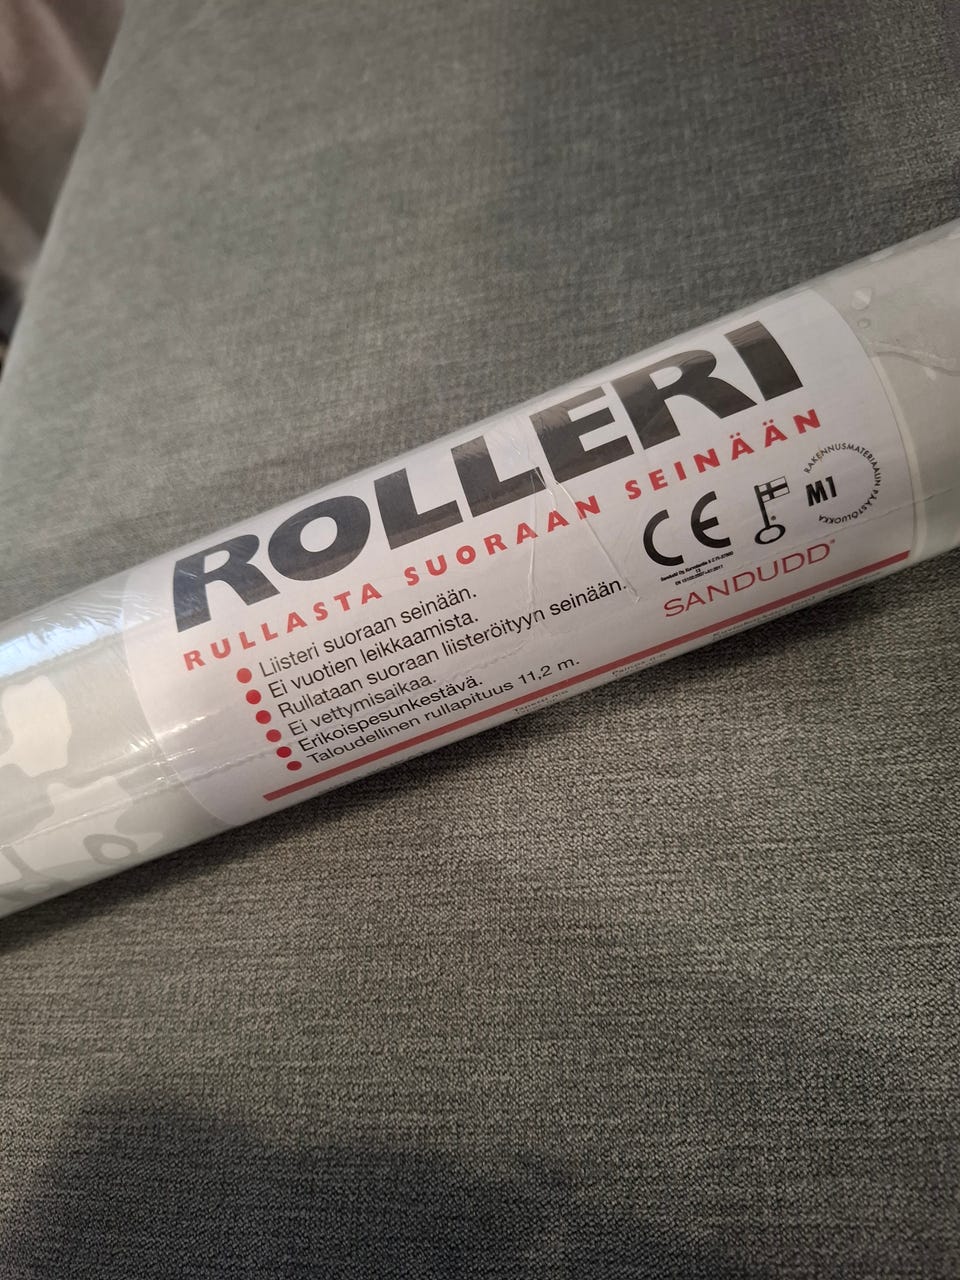 ROLLERI
RULLASTA SUORAAN SEINÄÄN
Liisteri suoraan seinään.
Ei vuotien leikkaamista.
Rullataan suoraan liisteröityyn seinään.
Ei vettymisaikaa.
Erikoispesunkestävä.
Taloudellinen rullapituus 11,2 m.
CE
M1
RAKENNUSMATERIAALIN PÄÄSTÖLUOKKA
SANDUDD